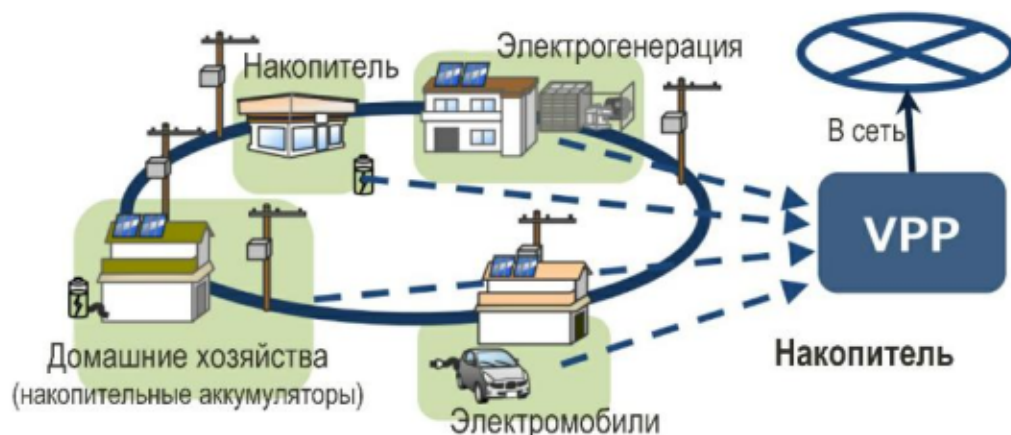 Электрогенерация
Накопитель
В сеть
VPP
Домашние хозяйства
(накопительные аккумуляторы)
Накопитель
Электромобили